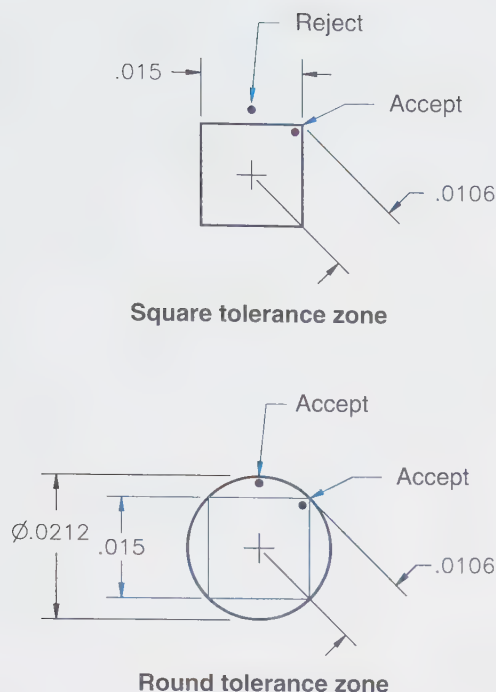 Reject
.015
Accept
.0106
Square tolerance zone
Accept
Accept
Ø.0212
.015
.0106
Round tolerance zone